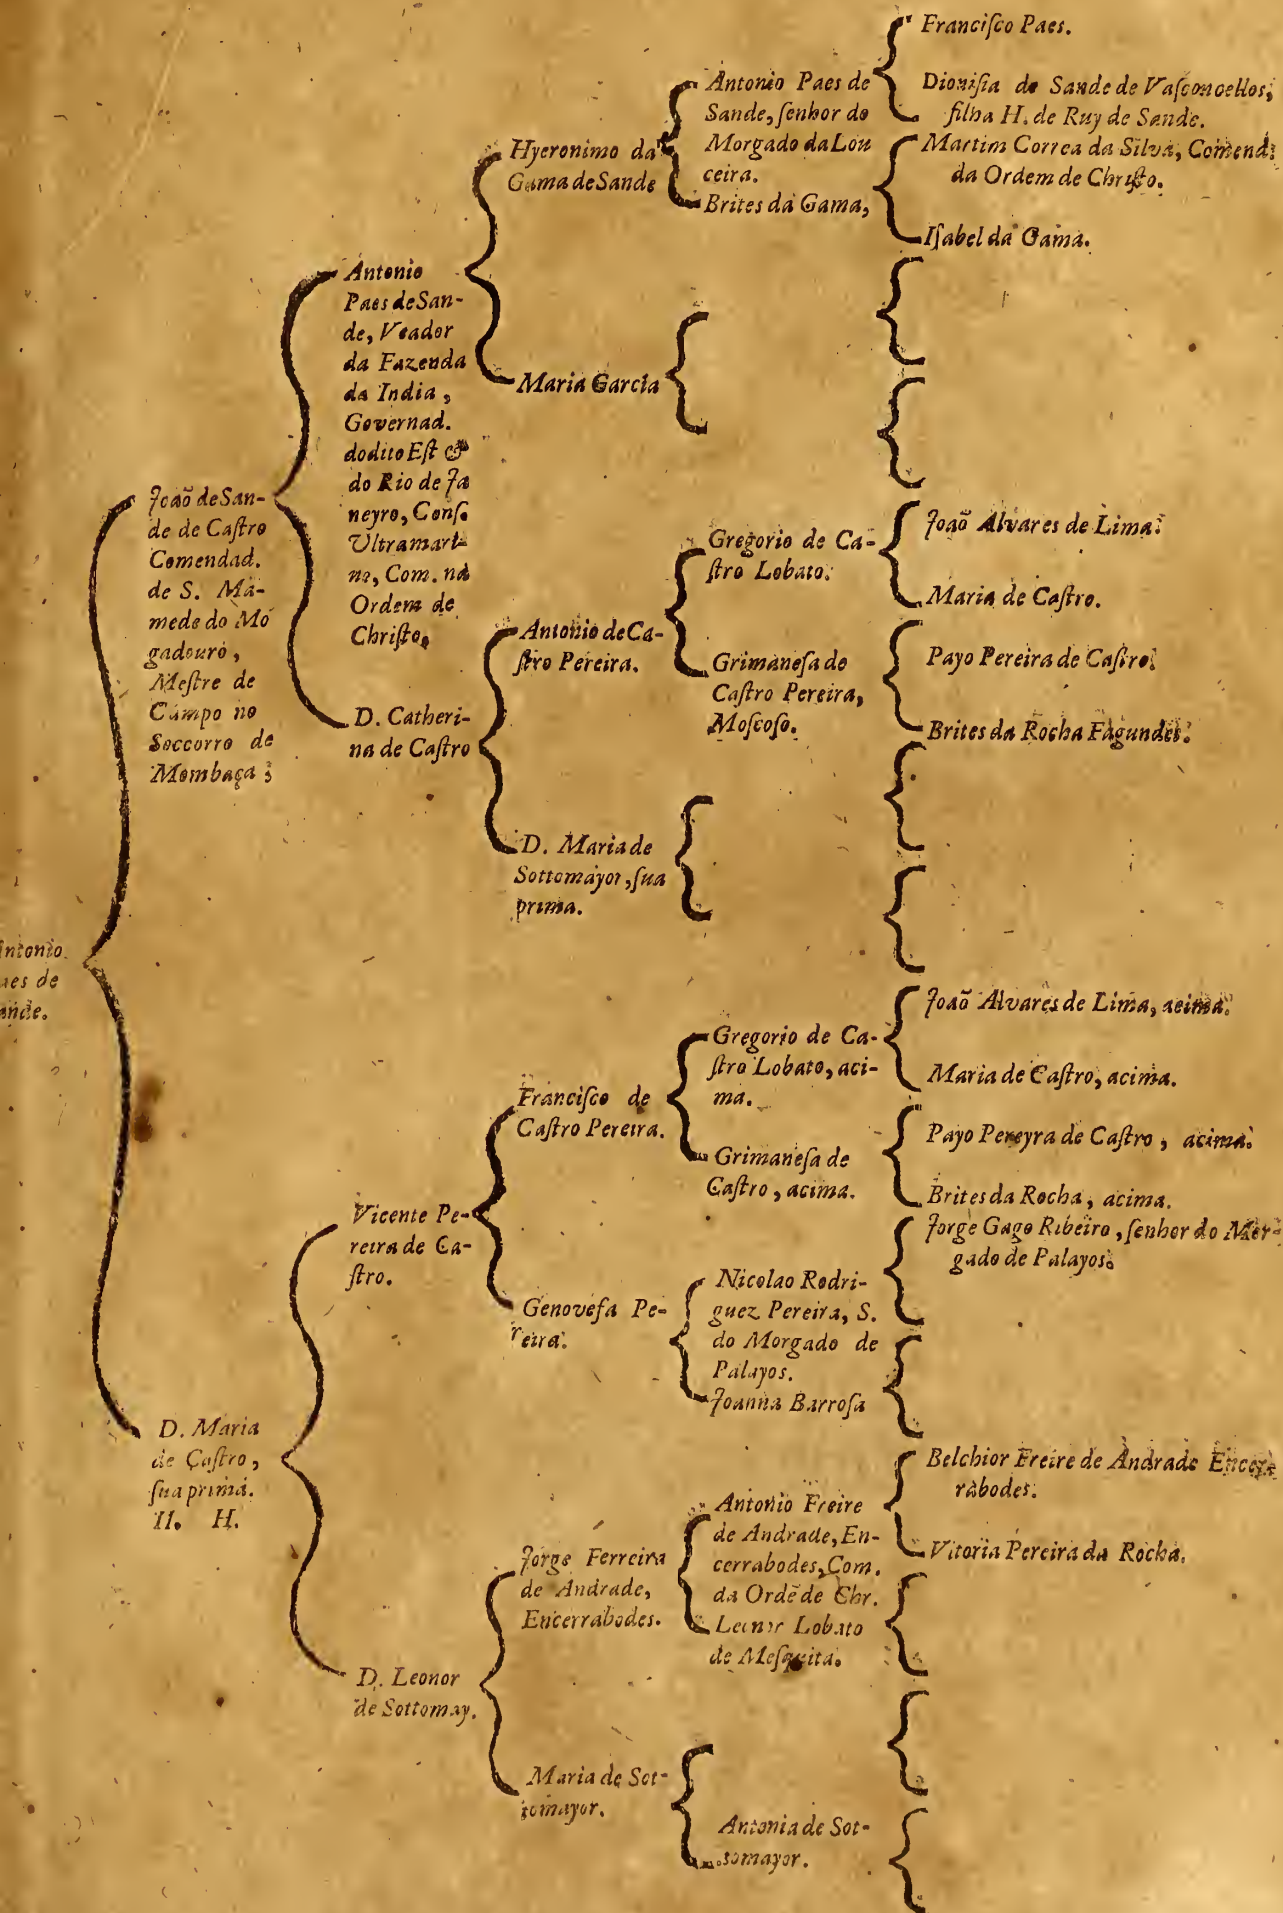 Antonio
Paes de
Sande.
Joaõ de San-
de de Caſtro
Comendad.
de S. Ma-
mede do Mo
gadouro,
Meſtre de
Campo no
Soccorro de
Mombaça;
D. Maria
de Caſtro,
ſua prima.
H. H.
Antonio
Paes de San-
de, Veador
da Fazenda
da India,
Governad.
do dito Eſt &
do Rio de Ja
neyro, Conſ.
Ultramari-
no, Com. na
Ordem de
Chriſto,
D. Catheri-
na de Caſtro
Vicente Pe-
reira de Ca-
ſtro.
D. Leonor
de Sottomay.
Hyeronimo da
Gama de Sande
Maria Garcia
Antonio de Ca-
ſtro Pereira.
D. Maria de
Sottomayor, ſua
prima.
Franciſco de
Caſtro Pereira.
Genoveſa Pe-
reira.
Jorge Ferreira
de Andrade,
Encerrabodes.
Maria de Sot-
tomayor.
Antonio Paes de
Sande, ſenhor do
Morgado da Lou
ceira.
Brites da Gama,
Gregorio de Ca-
ſtro Lobato.
Grimaneſa de
Caſtro Pereira,
Moſcoſo.
Gregorio de Ca-
ſtro Lobato, aci-
ma.
Grimaneſa de
Caſtro, acima.
Nicolao Rodri-
guez Pereira, S.
do Morgado de
Palayos.
Joanna Barroſa
Antonio Freire
de Andrade, En-
cerrabodes, Com.
da Ordẽ de Chr.
Leonor Lobato
de Meſquita.
Antonia de Sot-
tomayor.
Franciſco Paes.
Dioniſia de Sande de Vaſconcellos,
filha H. de Ruy de Sande.
Martim Correa da Silva, Comend.
da Ordem de Chriſto.
Iſabel da Gama.
Joaõ Alvares de Lima.
Maria de Caſtro.
Payo Pereira de Caſtro.
Brites da Rocha Fagundes.
Joaõ Alvares de Lima, acima.
Maria de Caſtro, acima.
Payo Pereyra de Caſtro, acima.
Brites da Rocha, acima.
Jorge Gago Ribeiro, ſenhor do Mor-
gado de Palayos.
Belchior Freire de Andrade Encer-
rabodes.
Vitoria Pereira da Rocha.